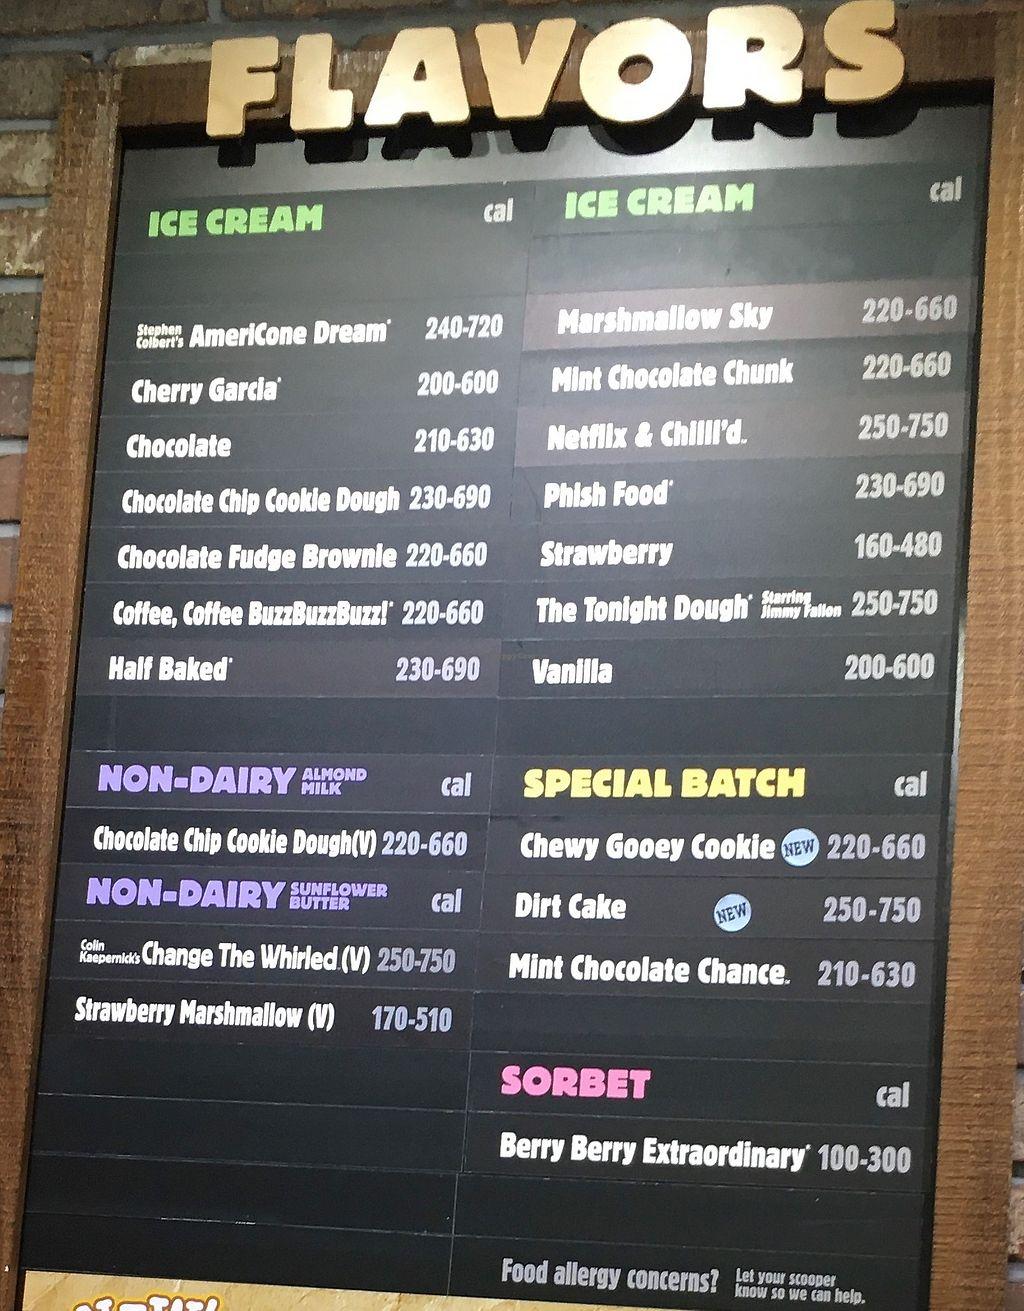 FLAVORS
ICE CREAM cal
Stephen Colbert's AmeriCone Dream* 240-720
Cherry Garcia* 200-600
Chocolate 210-630
Chocolate Chip Cookie Dough 230-690
Chocolate Fudge Brownie 220-660
Coffee, Coffee BuzzBuzzBuzz!* 220-660
Half Baked* 230-690
NON-DAIRY ALMOND MILK cal
Chocolate Chip Cookie Dough(V) 220-660
NON-DAIRY SUNFLOWER BUTTER cal
Colin Kaepernick's Change The Whirled (V) 250-750
Strawberry Marshmallow (V) 170-510
ICE CREAM cal
Marshmallow Sky 220-660
Mint Chocolate Chunk 220-660
Netflix & Chilll'd™ 250-750
Phish Food* 230-690
Strawberry 160-480
The Tonight Dough* Starring Jimmy Fallon 250-750
Vanilla 200-600
SPECIAL BATCH cal
Chewy Gooey Cookie NEW 220-660
Dirt Cake NEW 250-750
Mint Chocolate Chance™ 210-630
SORBET cal
Berry Berry Extraordinary* 100-300
Food allergy concerns? Let your scooper know so we can help.